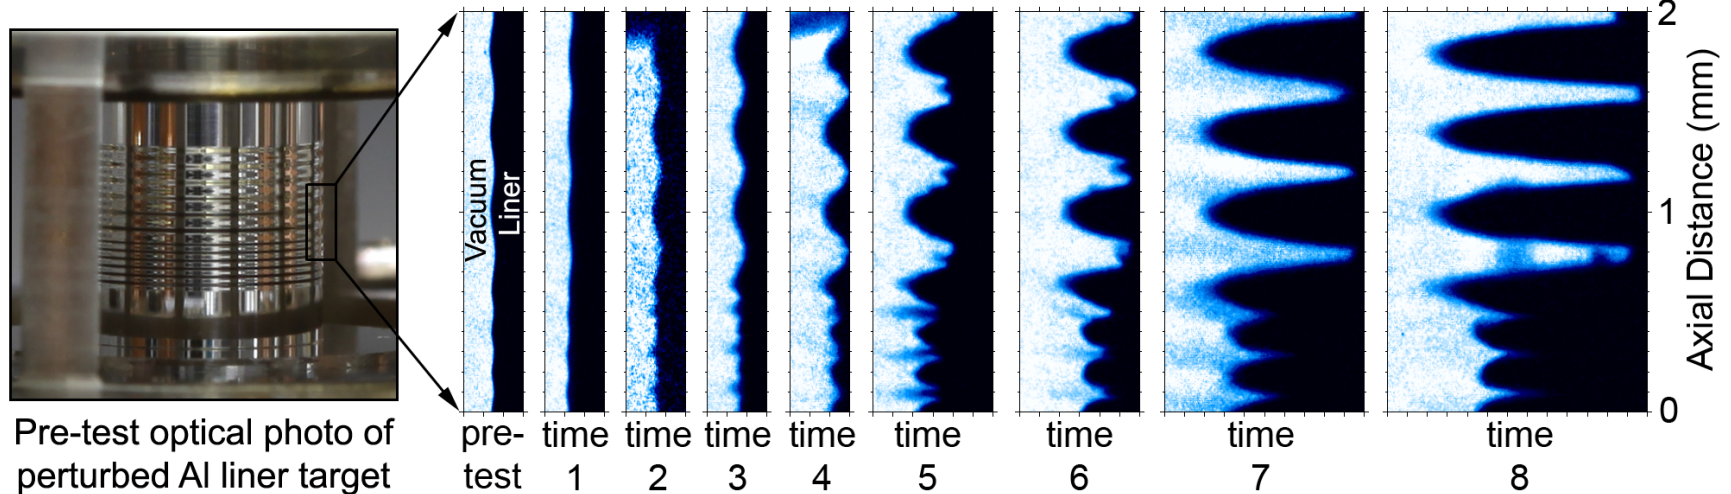 Vacuum
Liner
2
1
0
Axial Distance (mm)
Pre-test optical photo of
perturbed Al liner target
pre-
test
time
1
time
2
time
3
time
4
time
5
time
6
time
7
time
8